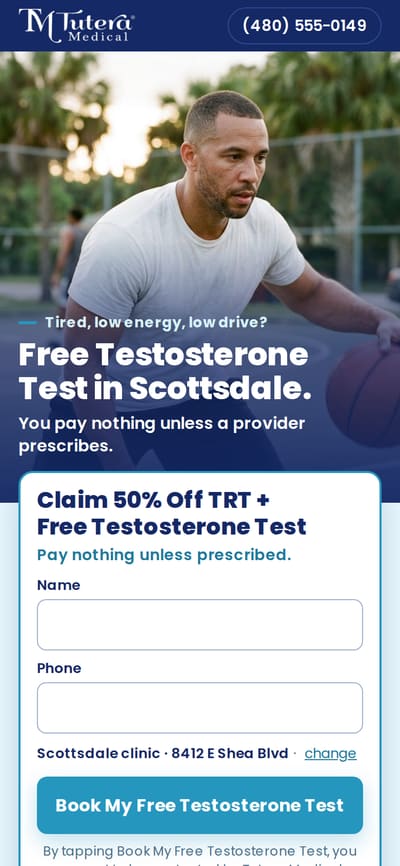 TM Tutera
Medical
(480) 555-0149
Tired, low energy, low drive?
Free Testosterone
Test in Scottsdale.
You pay nothing unless a provider
prescribes.
Claim 50% Off TRT +
Free Testosterone Test
Pay nothing unless prescribed.
Name
Phone
Scottsdale clinic · 8412 E Shea Blvd · change
Book My Free Testosterone Test
By tapping Book My Free Testosterone Test, you